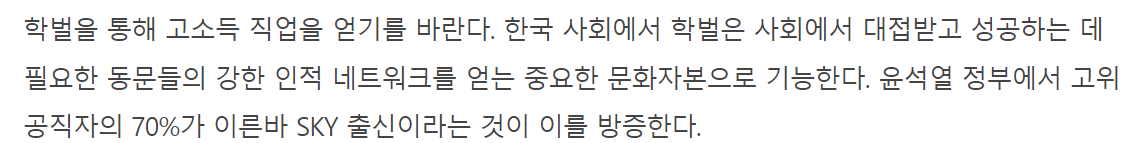 학벌을 통해 고소득 직업을 얻기를 바란다. 한국 사회에서 학벌은 사회에서 대접받고 성공하는 데
필요한 동문들의 강한 인적 네트워크를 얻는 중요한 문화자본으로 기능한다. 윤석열 정부에서 고위
공직자의 70%가 이른바 SKY 출신이라는 것이 이를 방증한다.